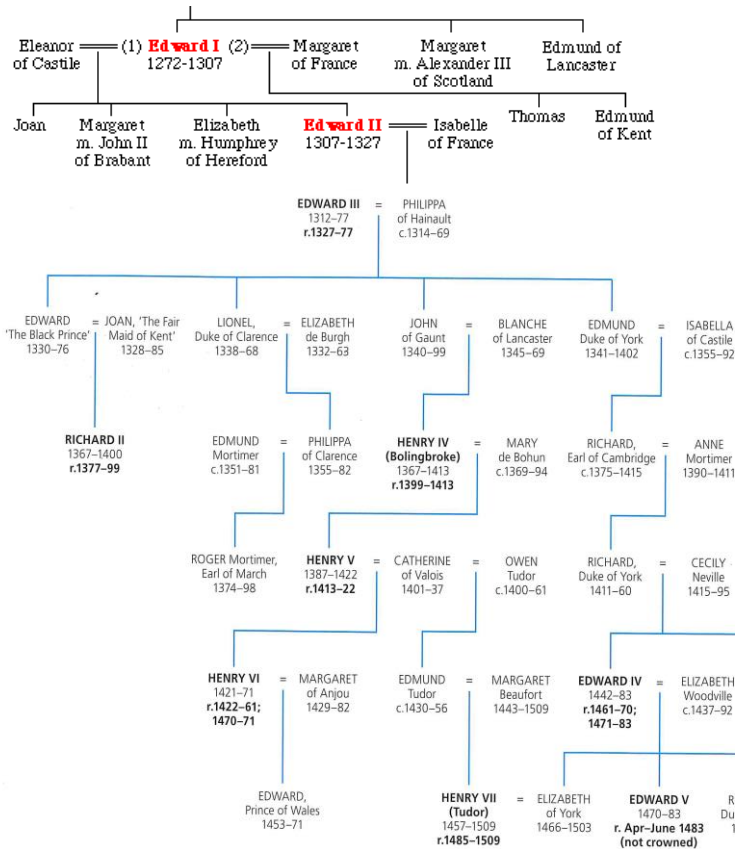 Eleanor
of Castile
(1) Edward I (2)
1272-1307
Margaret
of France
Margaret
m. Alexander III
of Scotland
Edmund of
Lancaster
Joan
Margaret
m. John II
of Brabant
Elizabeth
m. Humphrey
of Hereford
Edward II
1307-1327
Isabelle
of France
Thomas
Edmund
of Kent
EDWARD III
1312–77
r.1327–77
=
PHILIPPA
of Hainault
c.1314–69
EDWARD
'The Black Prince'
1330–76
=
JOAN, 'The Fair
Maid of Kent'
1328–85
LIONEL,
Duke of Clarence
1338–68
=
ELIZABETH
de Burgh
1332–63
JOHN
of Gaunt
1340–99
=
BLANCHE
of Lancaster
1345–69
EDMUND
Duke of York
1341–1402
=
ISABELLA
of Castile
c.1355–92
RICHARD II
1367–1400
r.1377–99
EDMUND
Mortimer
c.1351–81
=
PHILIPPA
of Clarence
1355–82
HENRY IV
(Bolingbroke)
1367–1413
r.1399–1413
=
MARY
de Bohun
c.1369–94
RICHARD,
Earl of Cambridge
c.1375–1415
=
ANNE
Mortimer
1390–1411
ROGER Mortimer,
Earl of March
1374–98
HENRY V
1387–1422
r.1413–22
=
CATHERINE
of Valois
1401–37
=
OWEN
Tudor
c.1400–61
RICHARD,
Duke of York
1411–60
=
CECILY
Neville
1415–95
HENRY VI
1421–71
r.1422–61;
1470–71
=
MARGARET
of Anjou
1429–82
EDMUND
Tudor
c.1430–56
=
MARGARET
Beaufort
1443–1509
EDWARD IV
1442–83
r.1461–70;
1471–83
=
ELIZABETH
Woodville
c.1437–92
EDWARD,
Prince of Wales
1453–71
HENRY VII
(Tudor)
1457–1509
r.1485–1509
=
ELIZABETH
of York
1466–1503
EDWARD V
1470–83
r. Apr–June 1483
(not crowned)